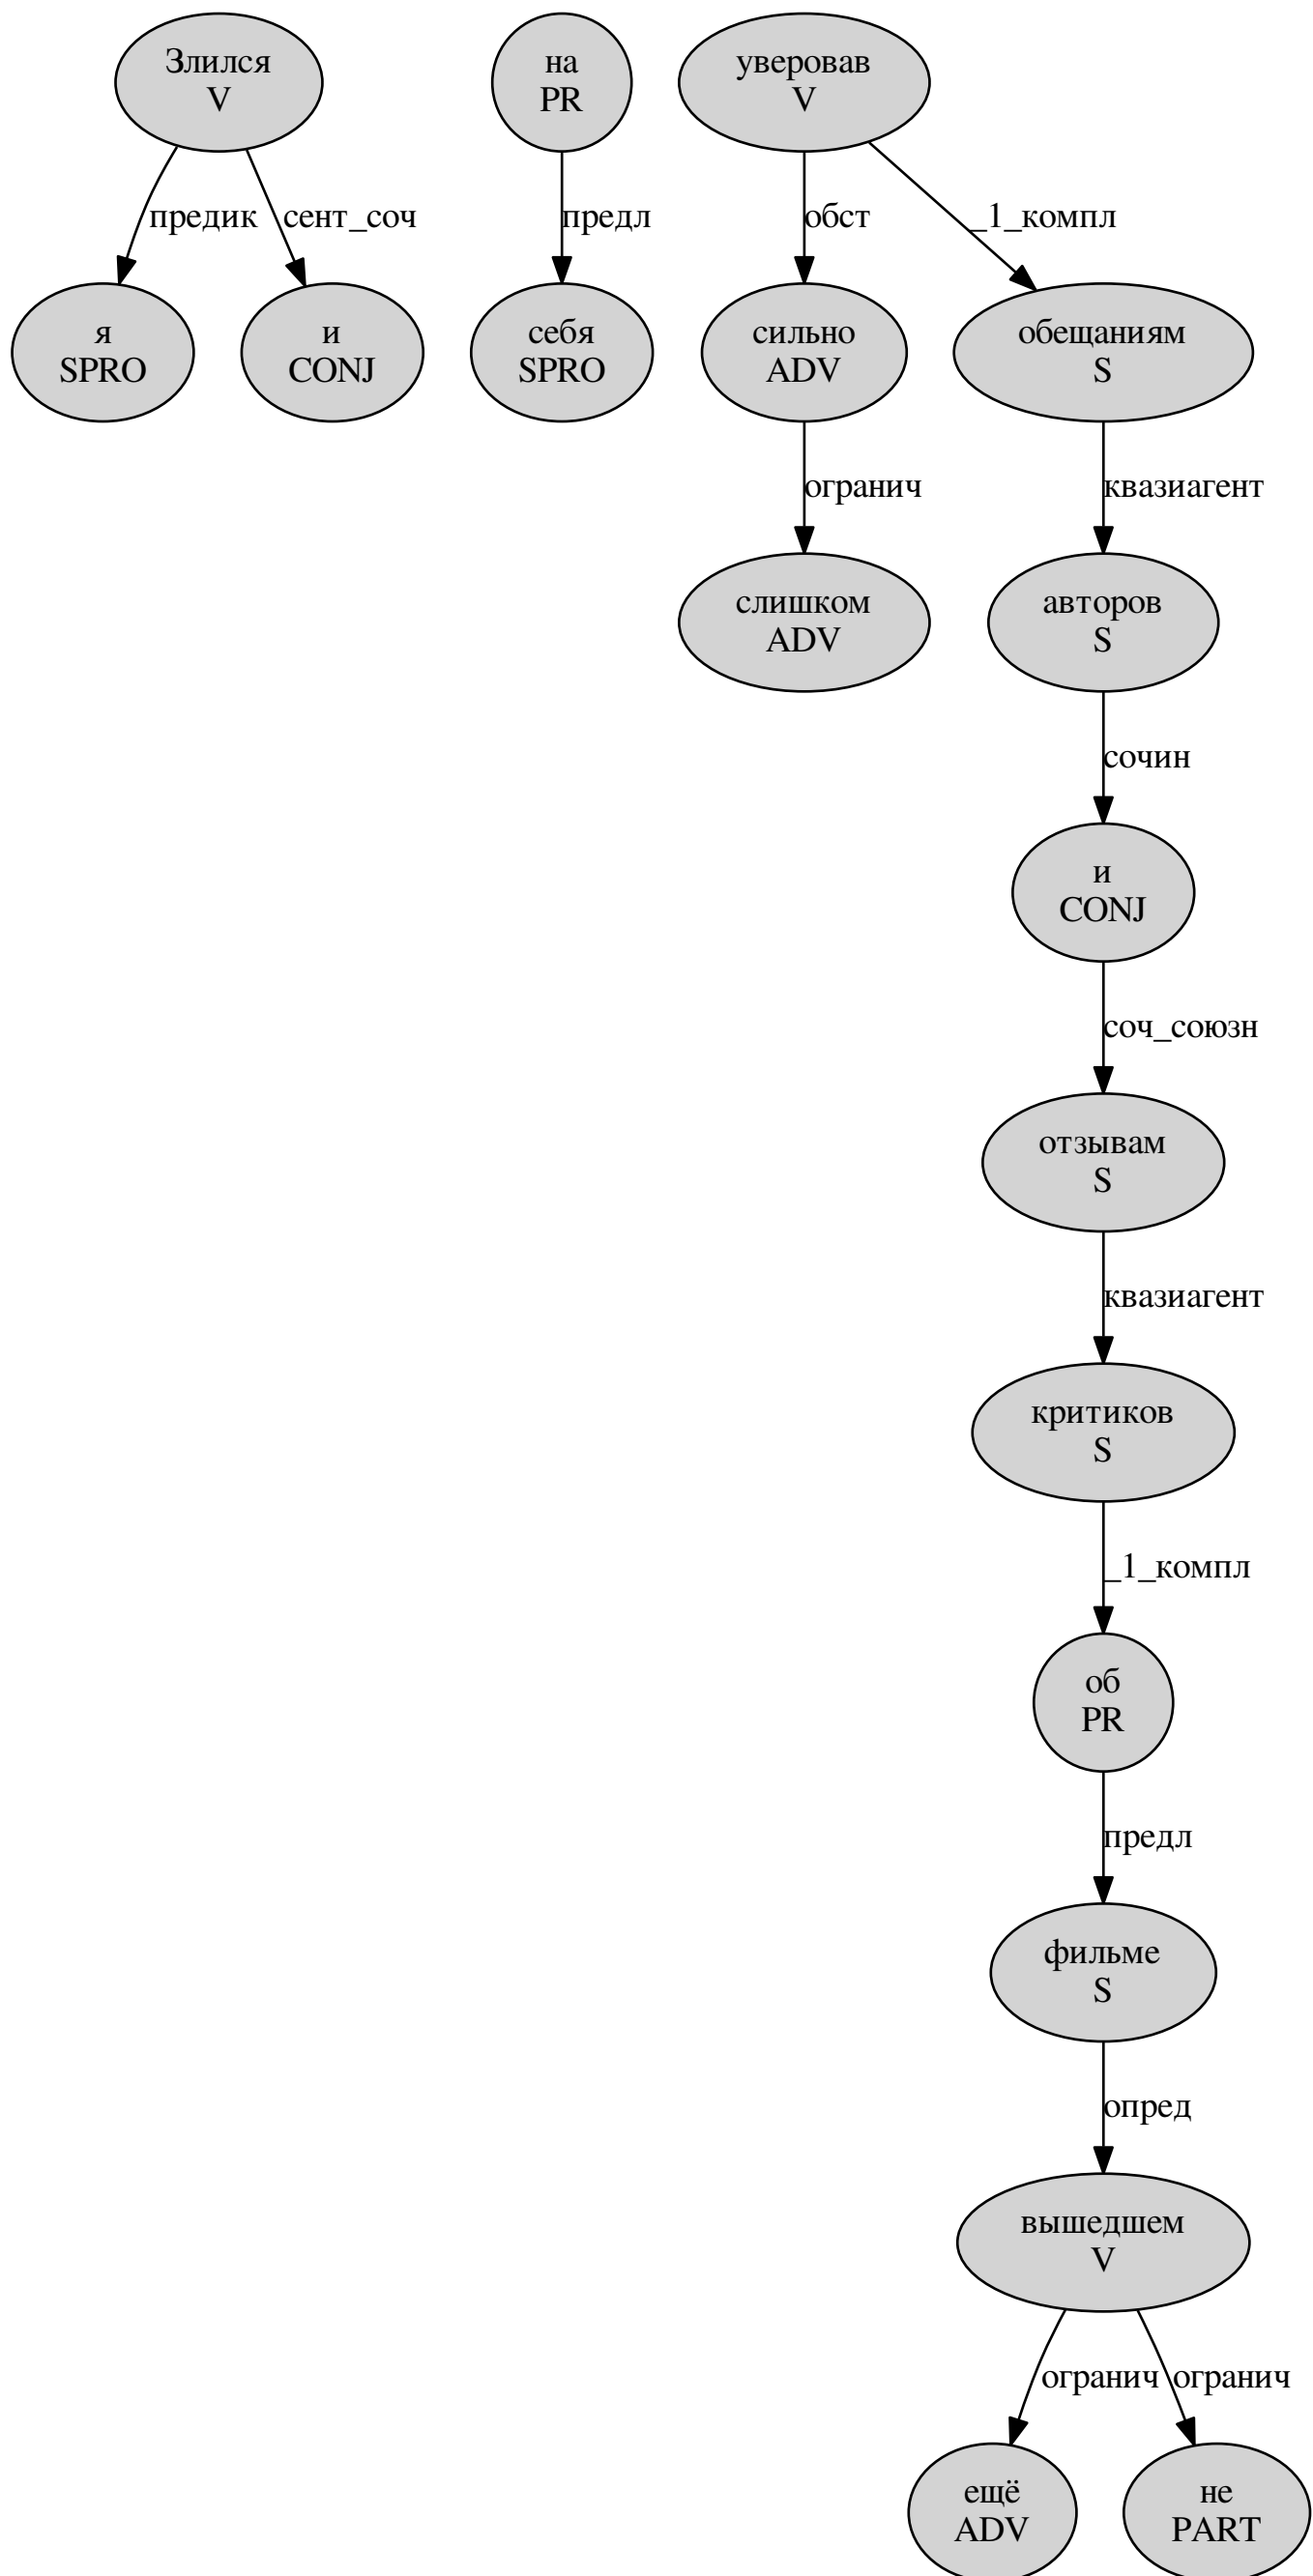 Злился
V
на
PR
уверовав
V
предик
сент_соч
предл
обст
_1_компл
я
SPRO
и
CONJ
себя
SPRO
сильно
ADV
обещаниям
S
огранич
квазиагент
слишком
ADV
авторов
S
сочин
и
CONJ
соч_союзн
отзывам
S
квазиагент
критиков
S
_1_компл
об
PR
предл
фильме
S
опред
вышедшем
V
огранич
огранич
ещё
ADV
не
PART